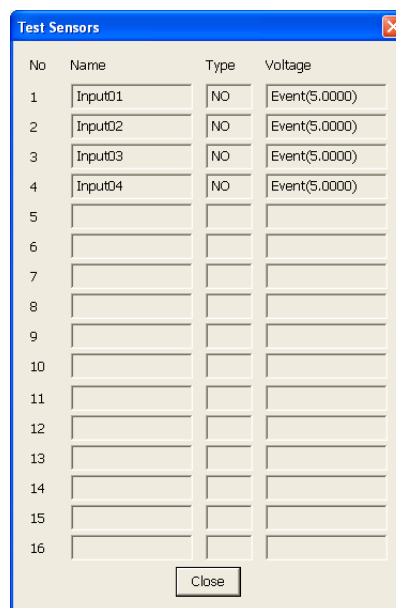 Test Sensors
No Name Type Voltage
1 Input01 NO Event(5.0000)
2 Input02 NO Event(5.0000)
3 Input03 NO Event(5.0000)
4 Input04 NO Event(5.0000)
5
6
7
8
9
10
11
12
13
14
15
16
Close